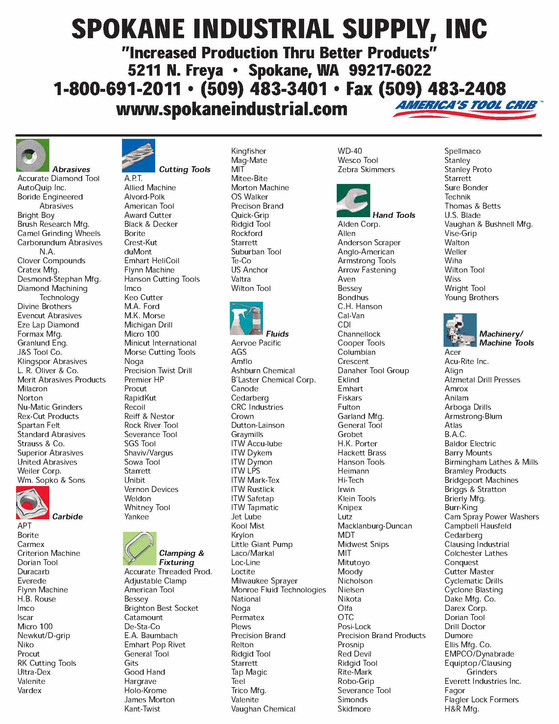 SPOKANE INDUSTRIAL SUPPLY, INC
"Increased Production Thru Better Products"
5211 N. Freya • Spokane, WA 99217-6022
1-800-691-2011 • (509) 483-3401 • Fax (509) 483-2408
www.spokaneindustrial.com
AMERICA'S TOOL CRIB™
Abrasives
Accurate Diamond Tool
AutoQuip Inc.
Boride Engineered
Abrasives
Bright Boy
Brush Research Mfg.
Camel Grinding Wheels
Carborundum Abrasives
N.A.
Clover Compounds
Cratex Mfg.
Desmond-Stephan Mfg.
Diamond Machining
Technology
Divine Brothers
Evencut Abrasives
Eze Lap Diamond
Formax Mfg.
Granlund Eng.
J&S Tool Co.
Klingspor Abrasives
L. R. Oliver & Co.
Merit Abrasives Products
Milacron
Norton
Nu-Matic Grinders
Rex-Cut Products
Spartan Felt
Standard Abrasives
Strauss & Co.
Superior Abrasives
United Abrasives
Weiler Corp.
Wm. Sopko & Sons
Carbide
APT
Borite
Carmex
Criterion Machine
Dorian Tool
Duracarb
Everede
Flynn Machine
H.B. Rouse
Imco
Iscar
Micro 100
Newkut/D-grip
Niko
Procut
RK Cutting Tools
Ultra-Dex
Valenite
Vardex
Cutting Tools
A.P.T.
Allied Machine
Alvord-Polk
American Tool
Award Cutter
Black & Decker
Borite
Crest-Kut
duMont
Emhart HeliCoil
Flynn Machine
Hanson Cutting Tools
Imco
Keo Cutter
M.A. Ford
M.K. Morse
Michigan Drill
Micro 100
Minicut International
Morse Cutting Tools
Noga
Precision Twist Drill
Premier HP
Procut
RapidKut
Recoil
Reiff & Nestor
Rock River Tool
Severance Tool
SGS Tool
Shaviv/Vargus
Sowa Tool
Starrett
Unibit
Vernon Devices
Weldon
Whitney Tool
Yankee
Clamping &
Fixturing
Accurate Threaded Prod.
Adjustable Clamp
American Tool
Bessey
Brighton Best Socket
Catamount
De-Sta-Co
E.A. Baumbach
Emhart Pop Rivet
General Tool
Gits
Good Hand
Hargrave
Holo-Krome
James Morton
Kant-Twist
Kingfisher
Mag-Mate
MIT
Mitee-Bite
Morton Machine
OS Walker
Precison Brand
Quick-Grip
Ridgid Tool
Rockford
Starrett
Suburban Tool
Te-Co
US Anchor
Valtra
Wilton Tool
Fluids
Aervoe Pacific
AGS
Amflo
Ashburn Chemical
B'Laster Chemical Corp.
Canode
Cedarberg
CRC Industries
Crown
Dutton-Lainson
Graymills
ITW Accu-lube
ITW Dykem
ITW Dymon
ITW LPS
ITW Mark-Tex
ITW Rustlick
ITW Safetap
ITW Tapmatic
Jet Lube
Kool Mist
Krylon
Little Giant Pump
Laco/Markal
Loc-Line
Loctite
Milwaukee Sprayer
Monroe Fluid Technologies
National
Noga
Permatex
Plews
Precision Brand
Relton
Ridgid Tool
Starrett
Tap Magic
Teel
Trico Mfg.
Valenite
Vaughan Chemical
WD-40
Wesco Tool
Zebra Skimmers
Hand Tools
Alden Corp.
Allen
Anderson Scraper
Anglo-American
Armstrong Tools
Arrow Fastening
Aven
Bessey
Bondhus
C.H. Hanson
Cal-Van
CDI
Channellock
Cooper Tools
Columbian
Crescent
Danaher Tool Group
Eklind
Emhart
Fiskars
Fulton
Garland Mfg.
General Tool
Grobet
H.K. Porter
Hackett Brass
Hanson Tools
Heimann
Hi-Tech
Irwin
Klein Tools
Knipex
Lutz
Macklanburg-Duncan
MDT
Midwest Snips
MIT
Mitutoyo
Moody
Nicholson
Nielsen
Nikota
Olfa
OTC
Posi-Lock
Precision Brand Products
Prosnip
Red Devil
Ridgid Tool
Rite-Mark
Robo-Grip
Severance Tool
Simonds
Skidmore
Spellmaco
Stanley
Stanley Proto
Starrett
Sure Bonder
Technik
Thomas & Betts
U.S. Blade
Vaughan & Bushnell Mfg.
Vise-Grip
Walton
Weller
Wiha
Wilton Tool
Wiss
Wright Tool
Young Brothers
Machinery/
Machine Tools
Acer
Acu-Rite Inc.
Align
Alzmetal Drill Presses
Amrox
Anilam
Arboga Drills
Armstrong-Blum
Atlas
B.A.C.
Baldor Electric
Barry Mounts
Birmingham Lathes & Mills
Bramley Products
Bridgeport Machines
Briggs & Stratton
Brierly Mfg.
Burr-King
Cam Spray Power Washers
Campbell Hausfeld
Cedarberg
Clausing Industrial
Colchester Lathes
Conquest
Cutter Master
Cyclematic Drills
Cyclone Blasting
Dake Mfg. Co.
Darex Corp.
Dorian Tool
Drill Doctor
Dumore
Ellis Mfg. Co.
EMPCO/Dynabrade
Equiptop/Clausing
Grinders
Everett Industries Inc.
Fagor
Flagler Lock Formers
H&R Mfg.